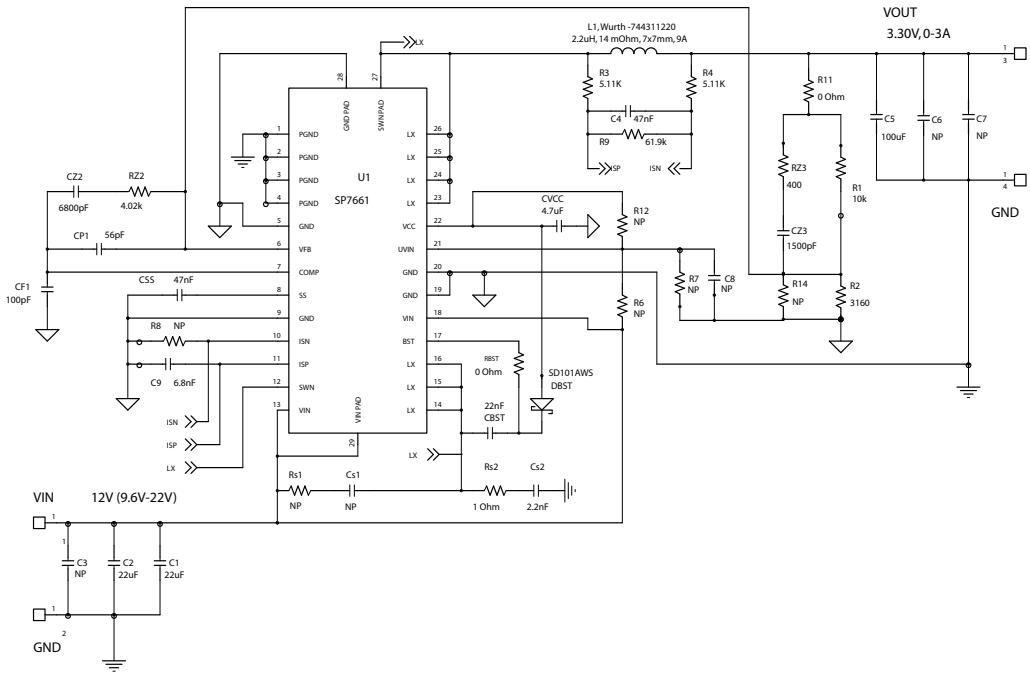 VOUT
3.30V, 0-3A
L1, Wurth -744311220
2.2uH, 14 mOhm, 7x7mm, 9A
LX
R3
5.11K
R4
5.11K
R11
0 Ohm
1
3
C4
47nF
R9
61.9k
ISP
ISN
C5
100uF
C6
NP
C7
NP
1
4
GND
RZ3
400
R1
10k
CZ3
1500pF
R14
NP
R2
3160
28
27
GND PAD
SWN PAD
U1
SP7661
1
PGND
2
PGND
3
PGND
4
PGND
5
GND
6
VFB
7
COMP
8
SS
9
GND
10
ISN
11
ISP
12
SWN
13
VIN
VIN PAD
29
26
LX
25
LX
24
LX
23
LX
22
VCC
21
UVIN
20
GND
19
GND
18
VIN
17
BST
16
LX
15
LX
14
LX
CZ2
6800pF
RZ2
4.02k
CP1
56pF
CF1
100pF
CSS
47nF
R8
NP
C9
6.8nF
ISN
ISP
LX
CVCC
4.7uF
R12
NP
R7
NP
C8
NP
R6
NP
RBST
0 Ohm
SD101AWS
DBST
22nF
CBST
LX
Rs1
NP
Cs1
NP
Rs2
1 Ohm
Cs2
2.2nF
VIN
12V (9.6V-22V)
1
1
C3
NP
C2
22uF
C1
22uF
1
2
GND